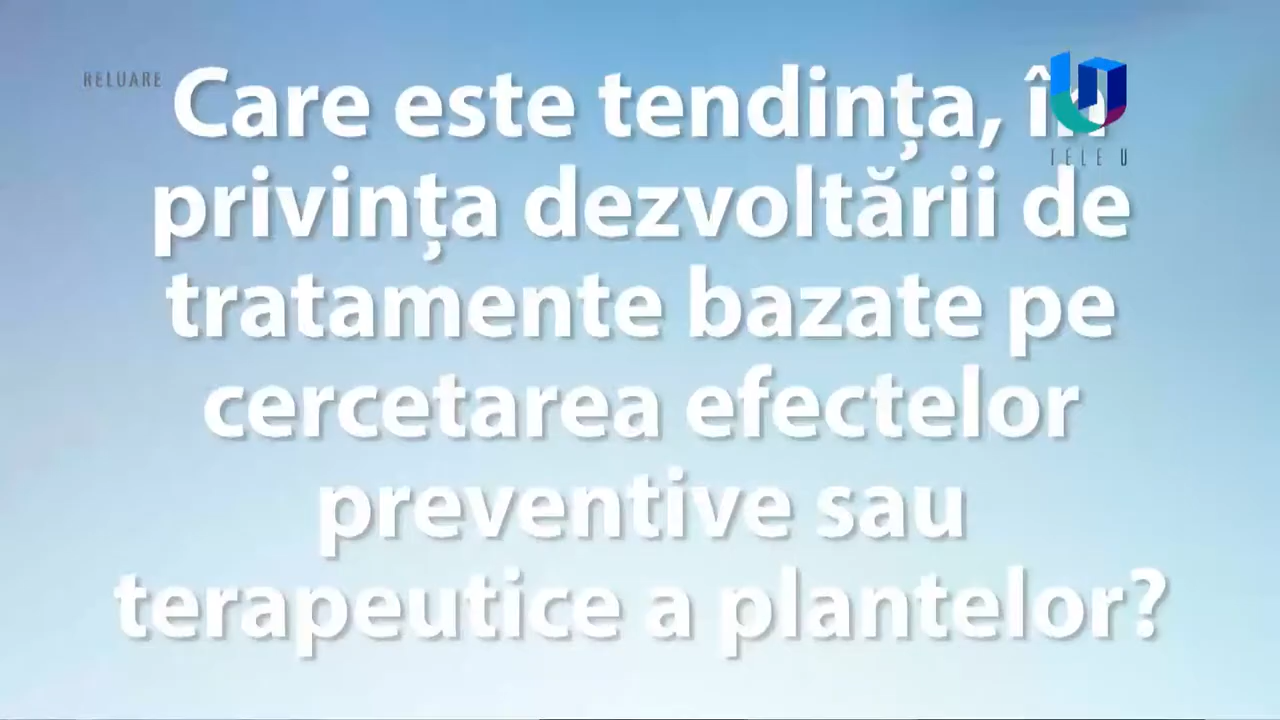 RELUARE
Care este tendința, în
TELE U
privința dezvoltării de
tratamente bazate pe
cercetarea efectelor
preventive sau
terapeutice a plantelor?